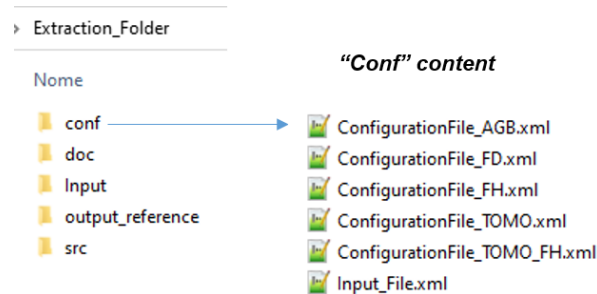 Extraction_Folder
Nome
conf
doc
Input
output_reference
src
“Conf” content
ConfigurationFile_AGB.xml
ConfigurationFile_FD.xml
ConfigurationFile_FH.xml
ConfigurationFile_TOMO.xml
ConfigurationFile_TOMO_FH.xml
Input_File.xml